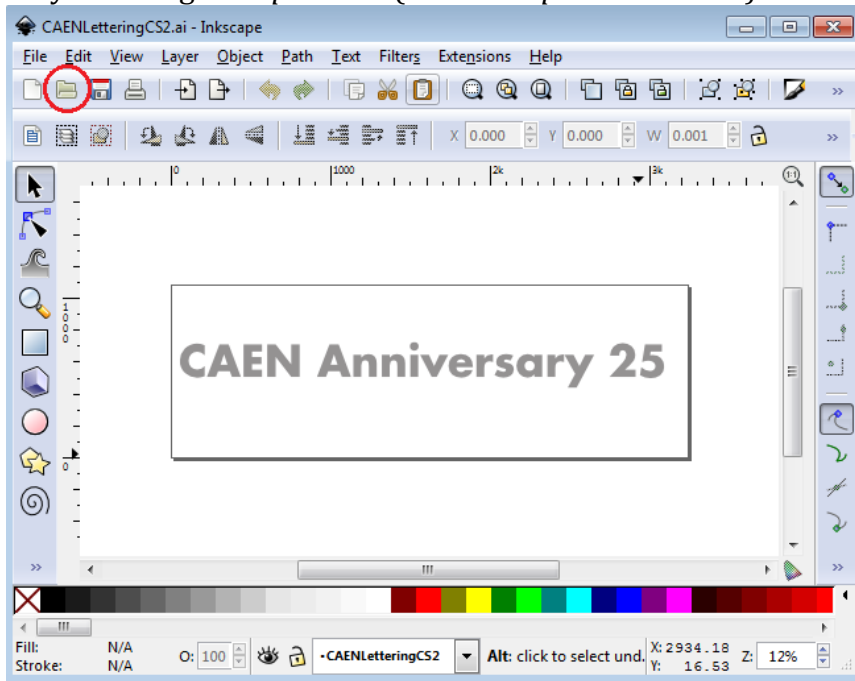 CAENLetteringCS2.ai - Inkscape
File Edit View Layer Object Path Text Filters Extensions Help
X 0.000 Y 0.000 W 0.001
0 1000 2k 3k
1:1
1000
0
CAEN Anniversary 25
Fill: N/A
Stroke: N/A
O: 100
•CAENLetteringCS2
Alt: click to select und.
X: 2934.18
Y: 16.53
Z: 12%